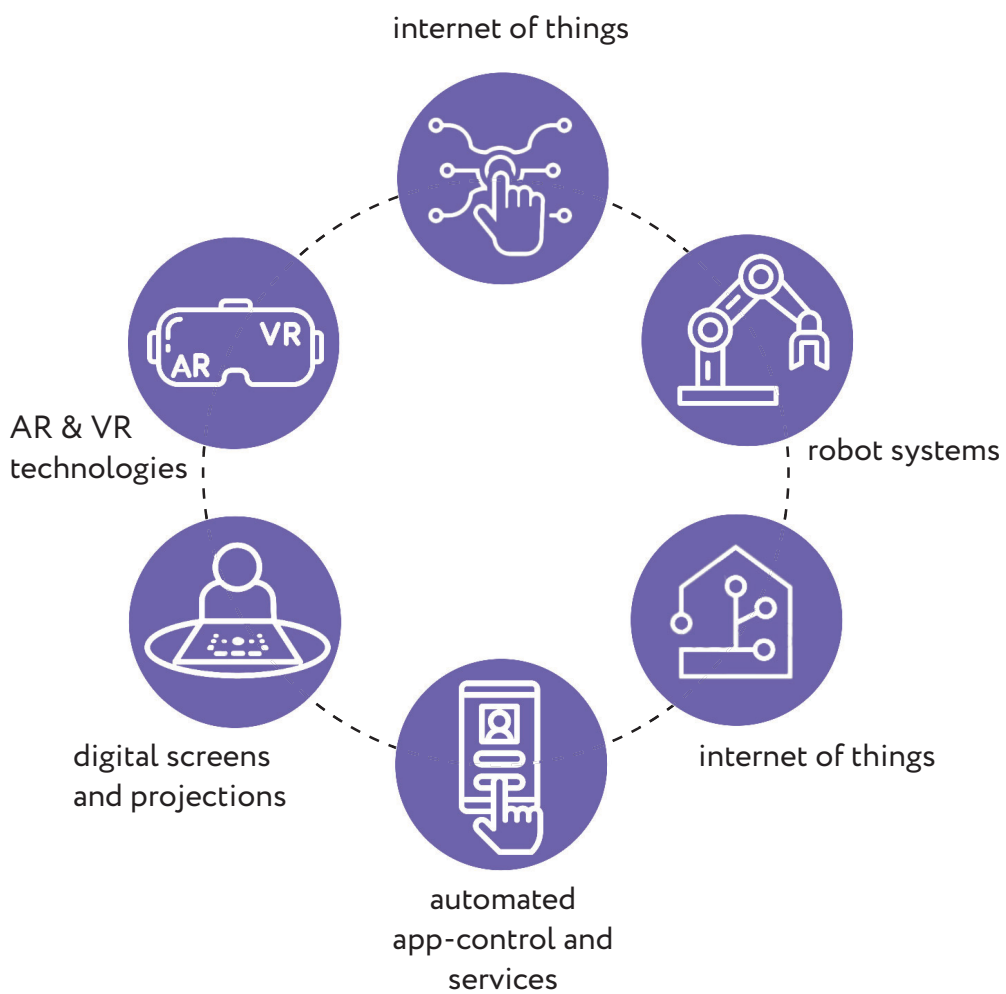 internet of things
VR
AR
AR & VR
technologies
robot systems
digital screens
and projections
internet of things
automated
app-control and
services